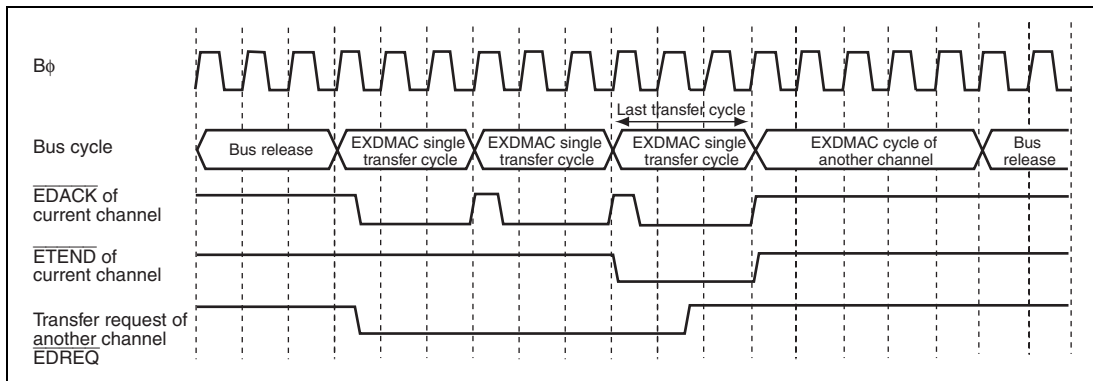 Bφ
Last transfer cycle
Bus cycle
Bus release
EXDMAC single
transfer cycle
EXDMAC single
transfer cycle
EXDMAC single
transfer cycle
EXDMAC cycle of
another channel
Bus
release
EDACK of
current channel
ETEND of
current channel
Transfer request of
another channel
EDREQ